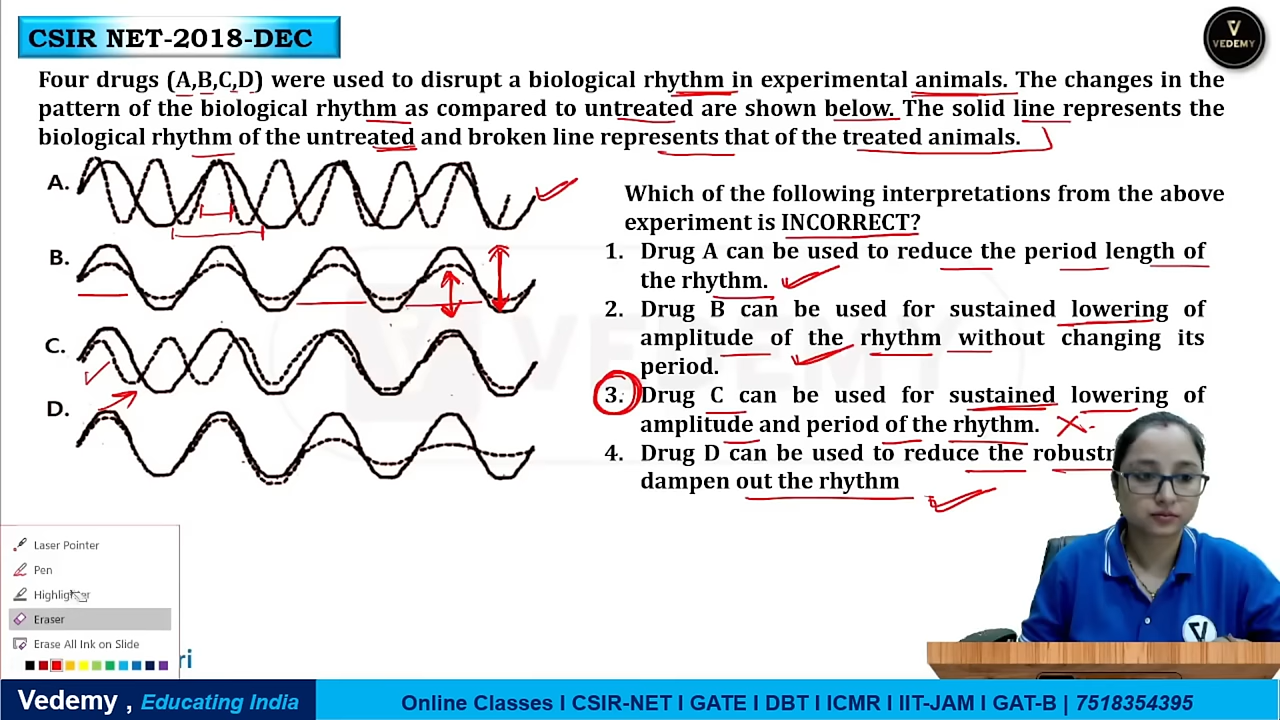 CSIR NET-2018-DEC
VEDEMY
Four drugs (A,B,C,D) were used to disrupt a biological rhythm in experimental animals. The changes in the
pattern of the biological rhythm as compared to untreated are shown below. The solid line represents the
biological rhythm of the untreated and broken line represents that of the treated animals.
A.
B.
C.
D.
Which of the following interpretations from the above
experiment is INCORRECT?
1. Drug A can be used to reduce the period length of
the rhythm.
2. Drug B can be used for sustained lowering of
amplitude of the rhythm without changing its
period.
3. Drug C can be used for sustained lowering of
amplitude and period of the rhythm.
4. Drug D can be used to reduce the
dampen out the rhythm
Laser Pointer
Pen
Highlighter
Eraser
Erase All Ink on Slide
Vedemy , Educating India
Online Classes I CSIR-NET I GATE I DBT I ICMR I IIT-JAM I GAT-B | 7518354395